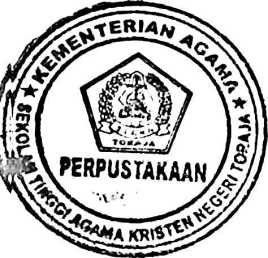 KEMENTERIAN AGAMA
TORAJA
PERPUSTAKAAN
SEKOLAH TINGGI AGAMA KRISTEN NEGERI TORAJA